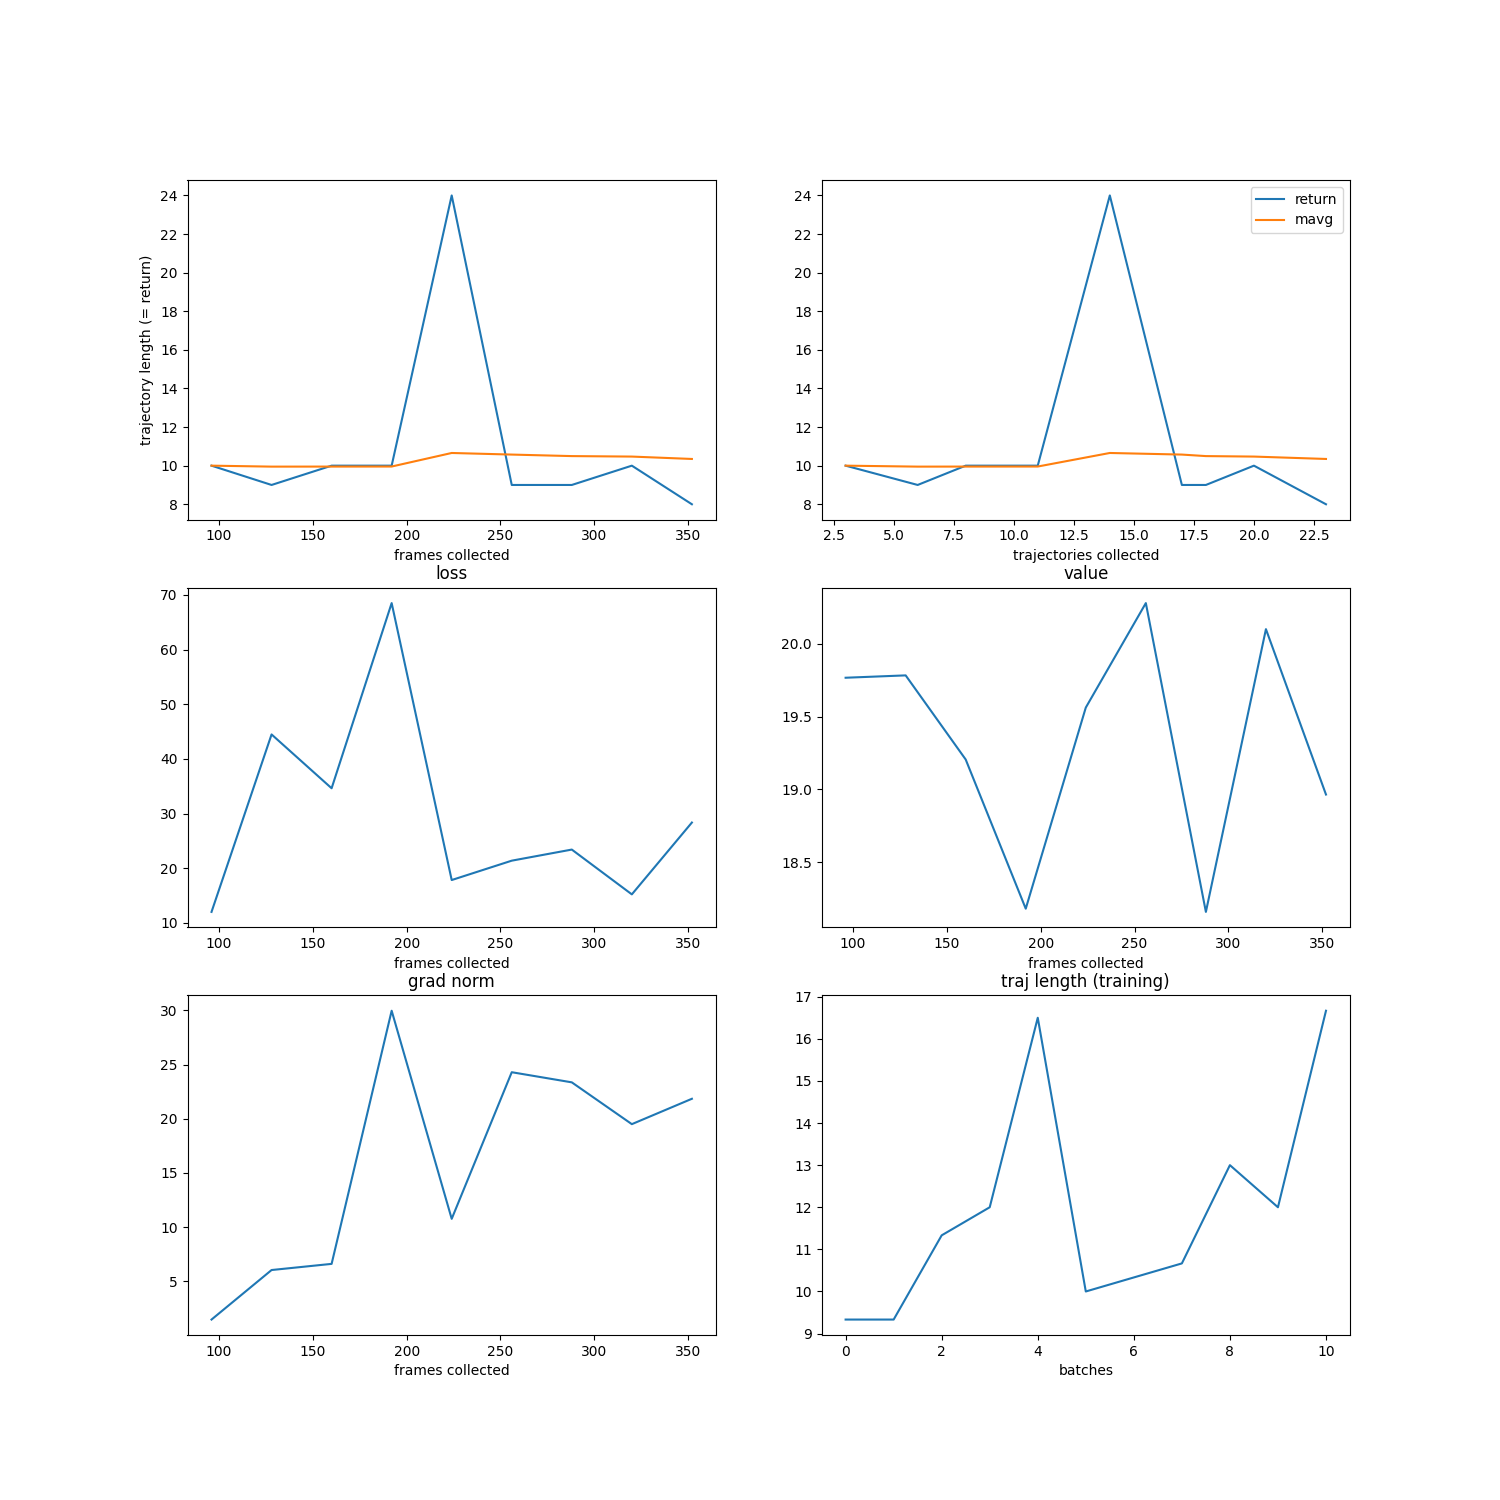 trajectory length (= return)
24
22
20
18
16
14
12
10
8
100 150 200 250 300 350
frames collected
return
mavg
24
22
20
18
16
14
12
10
8
2.5 5.0 7.5 10.0 12.5 15.0 17.5 20.0 22.5
trajectories collected
loss
70
60
50
40
30
20
10
100 150 200 250 300 350
frames collected
value
20.0
19.5
19.0
18.5
100 150 200 250 300 350
frames collected
grad norm
30
25
20
15
10
5
100 150 200 250 300 350
frames collected
traj length (training)
17
16
15
14
13
12
11
10
9
0 2 4 6 8 10
batches